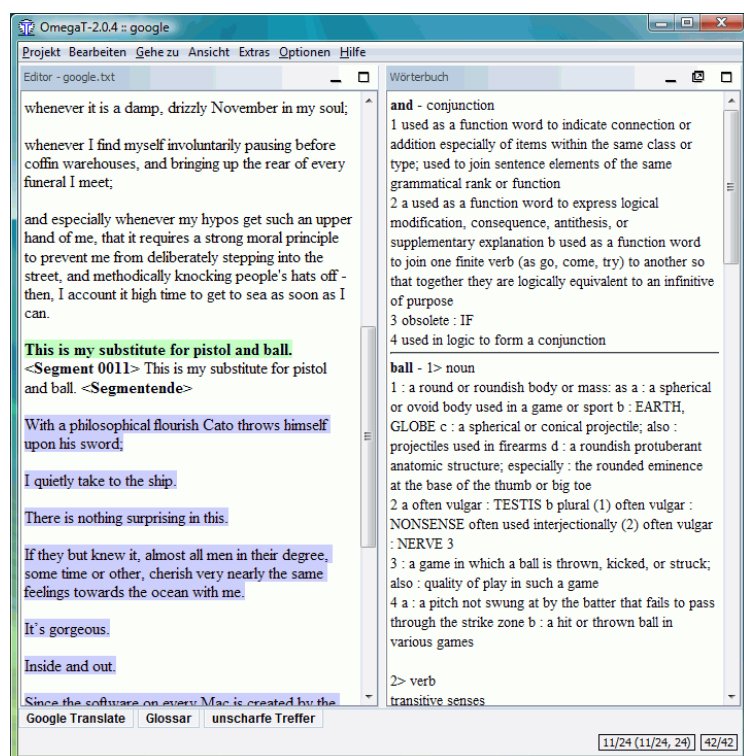 OmegaT-2.0.4 :: google
Projekt Bearbeiten Gehe zu Ansicht Extras Optionen Hilfe
Editor - google.txt
whenever it is a damp, drizzly November in my soul;
whenever I find myself involuntarily pausing before
coffin warehouses, and bringing up the rear of every
funeral I meet;
and especially whenever my hypos get such an upper
hand of me, that it requires a strong moral principle
to prevent me from deliberately stepping into the
street, and methodically knocking people's hats off -
then, I account it high time to get to sea as soon as I
can.
This is my substitute for pistol and ball.
<Segment 0011> This is my substitute for pistol
and ball. <Segmentende>
With a philosophical flourish Cato throws himself
upon his sword;
I quietly take to the ship.
There is nothing surprising in this.
If they but knew it, almost all men in their degree,
some time or other, cherish very nearly the same
feelings towards the ocean with me.
It's gorgeous.
Inside and out.
Since the software on every Mac is created by the
Wörterbuch
and - conjunction
1 used as a function word to indicate connection or
addition especially of items within the same class or
type; used to join sentence elements of the same
grammatical rank or function
2 a used as a function word to express logical
modification, consequence, antithesis, or
supplementary explanation b used as a function word
to join one finite verb (as go, come, try) to another so
that together they are logically equivalent to an infinitive
of purpose
3 obsolete : IF
4 used in logic to form a conjunction
ball - 1> noun
1 : a round or roundish body or mass: as a : a spherical
or ovoid body used in a game or sport b : EARTH,
GLOBE c : a spherical or conical projectile; also :
projectiles used in firearms d : a roundish protuberant
anatomic structure; especially : the rounded eminence
at the base of the thumb or big toe
2 a often vulgar : TESTIS b plural (1) often vulgar :
NONSENSE often used interjectionally (2) often vulgar
: NERVE 3
3 : a game in which a ball is thrown, kicked, or struck;
also : quality of play in such a game
4 a : a pitch not swung at by the batter that fails to pass
through the strike zone b : a hit or thrown ball in
various games
2> verb
transitive senses
Google Translate Glossar unscharfe Treffer
11/24 (11/24, 24) 42/42